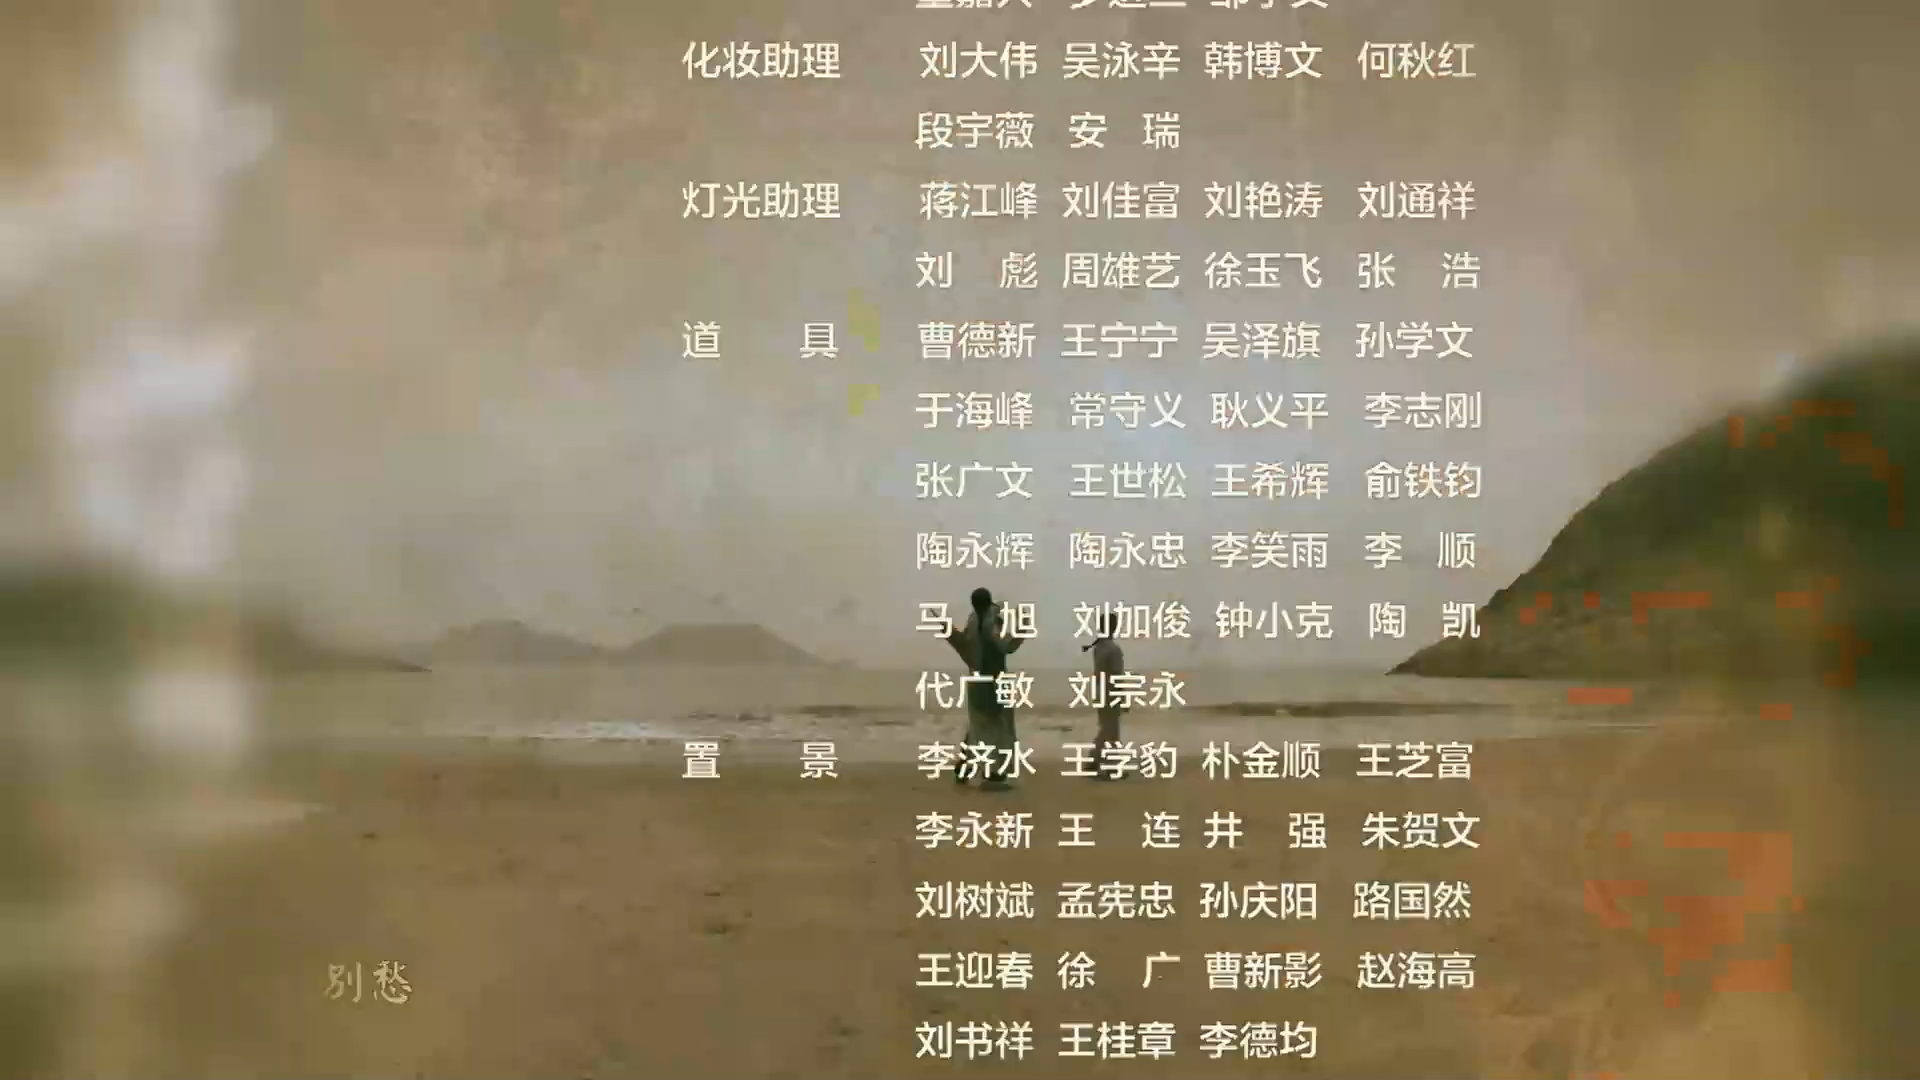 化妆助理 刘大伟 吴泳辛 韩博文 何秋红
段宇薇 安 瑞
灯光助理 蒋江峰 刘佳富 刘艳涛 刘通祥
刘 彪 周雄艺 徐玉飞 张 浩
道 具 曹德新 王宁宁 吴泽旗 孙学文
于海峰 常守义 耿义平 李志刚
张广文 王世松 王希辉 俞铁钧
陶永辉 陶永忠 李笑雨 李 顺
马 旭 刘加俊 钟小克 陶 凯
代广敏 刘宗永
置 景 李济水 王学豹 朴金顺 王芝富
李永新 王 连 井 强 朱贺文
刘树斌 孟宪忠 孙庆阳 路国然
王迎春 徐 广 曹新影 赵海高
别愁
刘书祥 王桂章 李德均